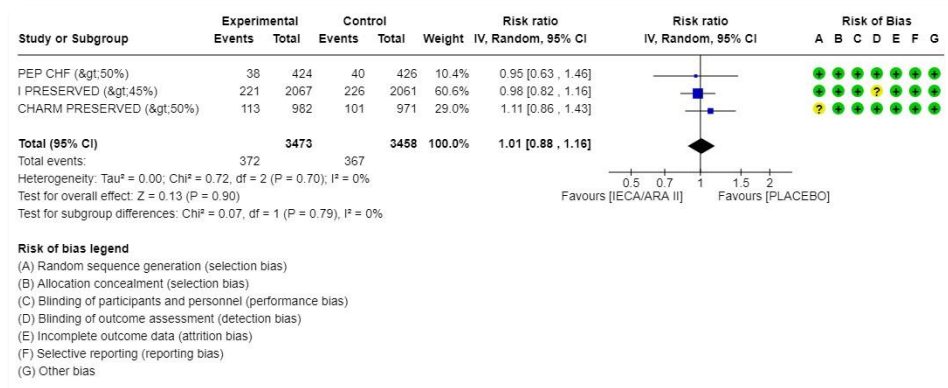 Experimental Control Risk ratio Risk ratio Risk of Bias
Study or Subgroup Events Total Events Total Weight IV, Random, 95% CI IV, Random, 95% CI A B C D E F G
PEP CHF (&gt;50%) 38 424 40 426 10.4% 0.95 [0.63 , 1.46] + + + + + + +
I PRESERVED (&gt;45%) 221 2067 226 2061 60.6% 0.98 [0.82 , 1.16] + + + ? + + +
CHARM PRESERVED (&gt;50%) 113 982 101 971 29.0% 1.11 [0.86 , 1.43] ? + + + + + +
Total (95% CI) 3473 3458 100.0% 1.01 [0.88 , 1.16]
Total events: 372 367
Heterogeneity: Tau² = 0.00; Chi² = 0.72, df = 2 (P = 0.70); I² = 0%
0.5 0.7 1 1.5 2
Test for overall effect: Z = 0.13 (P = 0.90)
Favours [IECA/ARA II] Favours [PLACEBO]
Test for subgroup differences: Chi² = 0.07, df = 1 (P = 0.79), I² = 0%
Risk of bias legend
(A) Random sequence generation (selection bias)
(B) Allocation concealment (selection bias)
(C) Blinding of participants and personnel (performance bias)
(D) Blinding of outcome assessment (detection bias)
(E) Incomplete outcome data (attrition bias)
(F) Selective reporting (reporting bias)
(G) Other bias